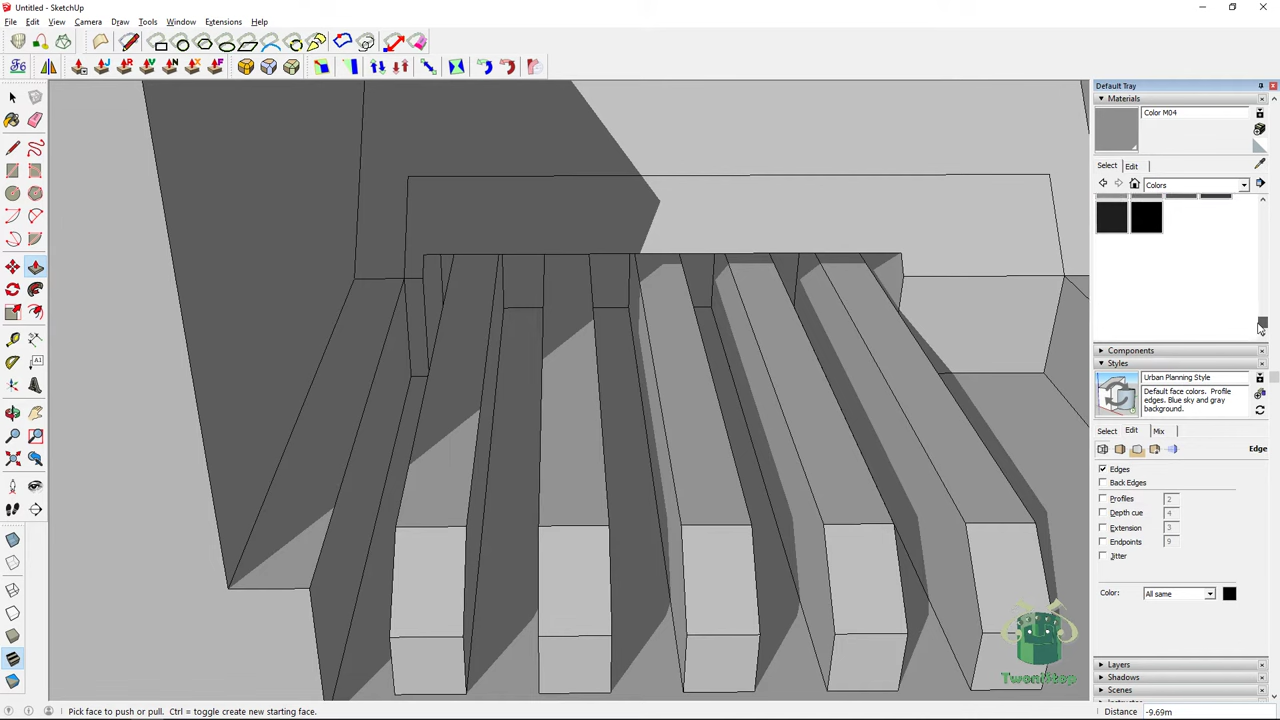 Untitled - SketchUp
File Edit View Camera Draw Tools Window Extensions Help
Default Tray
Materials
Color M04
Select Edit
Colors
Components
Styles
Urban Planning Style
Default face colors. Profile
edges. Blue sky and gray
background.
Select Edit Mix
Edge
Edges
Back Edges
Profiles 2
Depth cue 4
Extension 3
Endpoints 9
Jitter
Color: All same
TwoniStop
Layers
Shadows
Scenes
Pick face to push or pull. Ctrl = toggle create new starting face.
Distance -9.69m